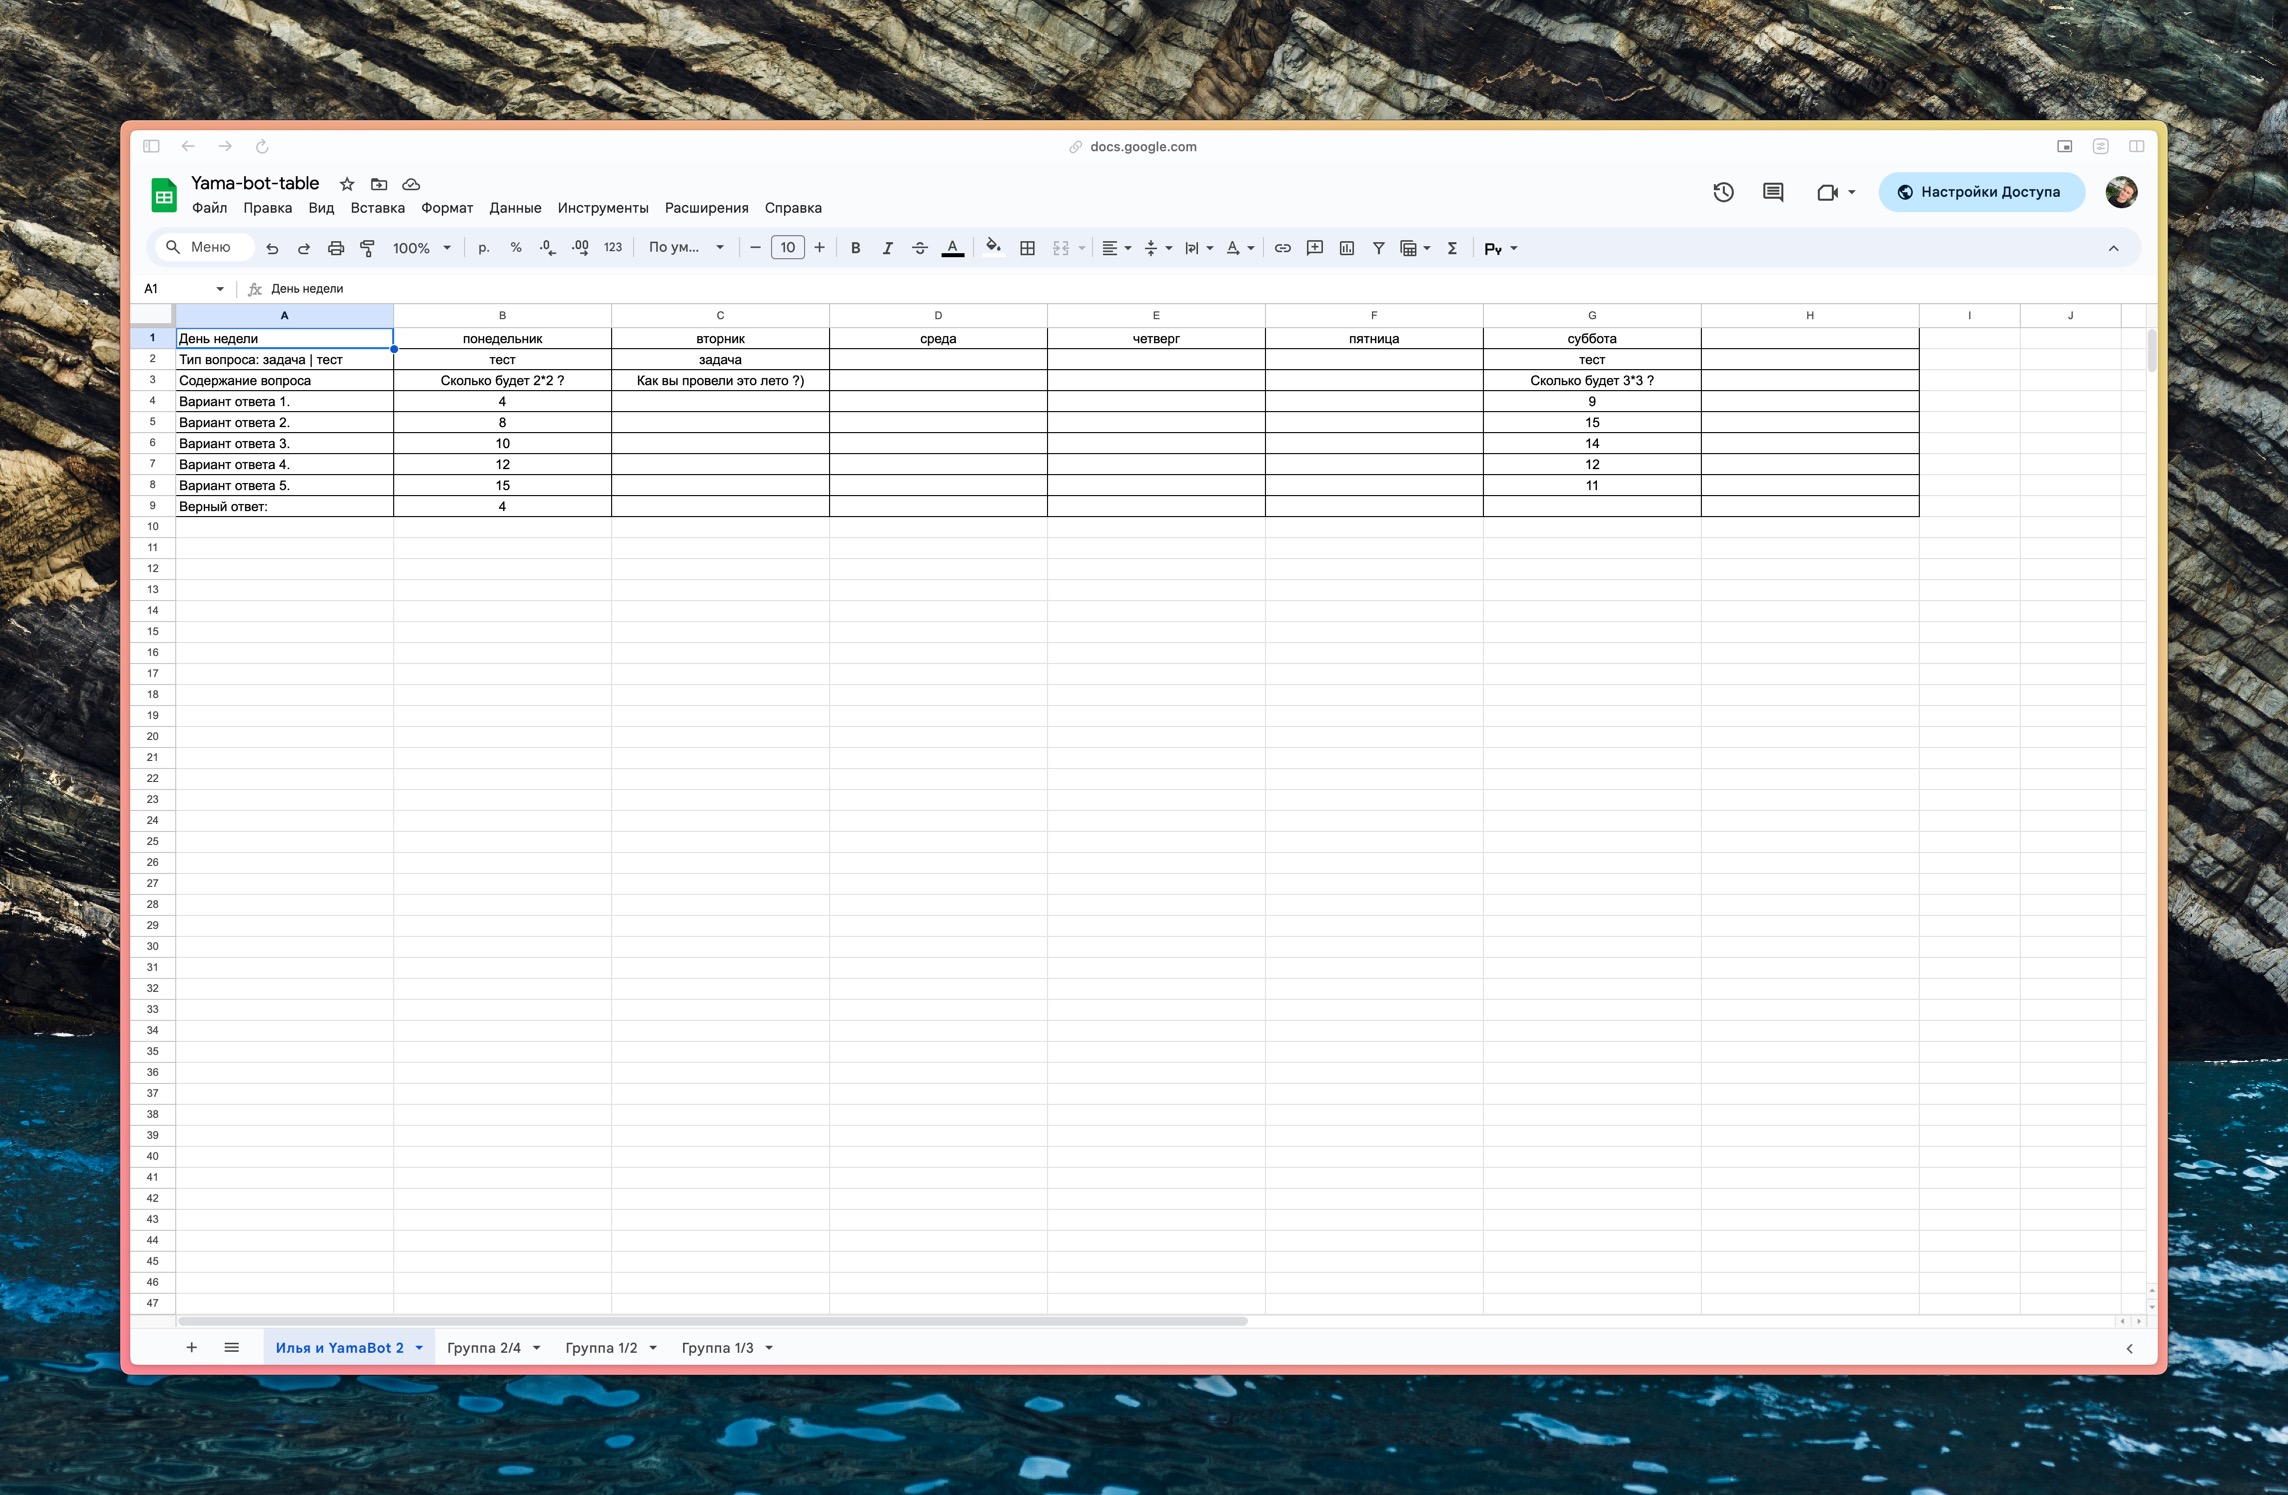 docs.google.com
Yama-bot-table
Файл Правка Вид Вставка Формат Данные Инструменты Расширения Справка
Настройки Доступа
Меню 100% р. % .0 .00 123 По ум... 10 B I A Σ Py
A1 fx День недели
A B C D E F G H I J
1 День недели понедельник вторник среда четверг пятница суббота
2 Тип вопроса: задача | тест тест задача тест
3 Содержание вопроса Сколько будет 2*2 ? Как вы провели это лето ?) Сколько будет 3*3 ?
4 Вариант ответа 1. 4 9
5 Вариант ответа 2. 8 15
6 Вариант ответа 3. 10 14
7 Вариант ответа 4. 12 12
8 Вариант ответа 5. 15 11
9 Верный ответ: 4
10
11
12
13
14
15
16
17
18
19
20
21
22
23
24
25
26
27
28
29
30
31
32
33
34
35
36
37
38
39
40
41
42
43
44
45
46
47
Илья и YamaBot 2 Группа 2/4 Группа 1/2 Группа 1/3